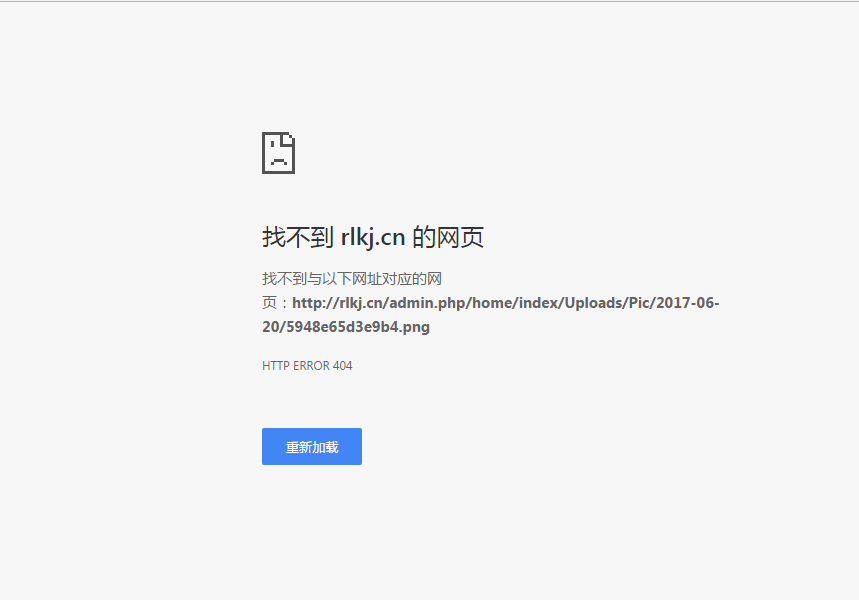 找不到 rlkj.cn 的网页
找不到与以下网址对应的网
页：http://rlkj.cn/admin.php/home/index/Uploads/Pic/2017-06-
20/5948e65d3e9b4.png
HTTP ERROR 404
重新加载